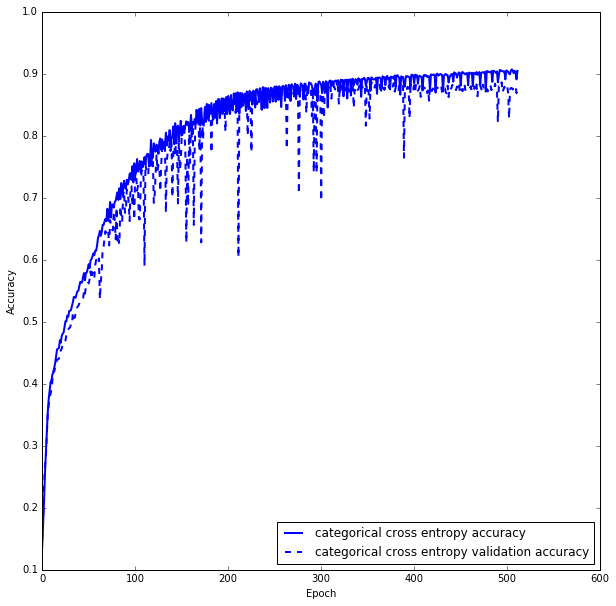 1.0
0.9
0.8
0.7
0.6
0.5
0.4
0.3
0.2
0.1
Accuracy
categorical cross entropy accuracy
categorical cross entropy validation accuracy
0 100 200 300 400 500 600
Epoch